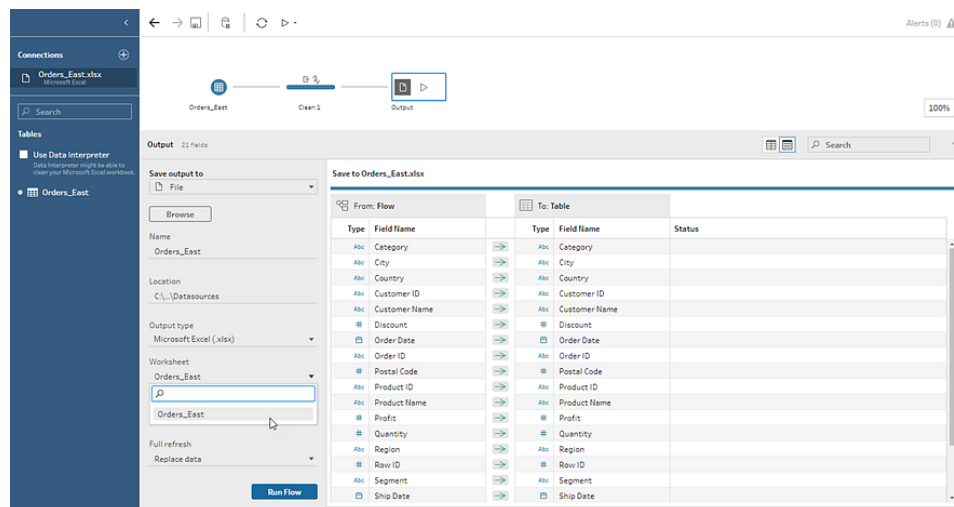 Alerts (0)
Connections
Orders_East.xlsx
Microsoft Excel
Search
Tables
Use Data Interpreter
Data Interpreter might be able to
clean your Microsoft Excel workbook.
Orders_East
Orders_East
Clean 1
Output
100%
Output 21 fields
Search
Save output to
File
Browse
Name
Orders_East
Location
C:\...\Datasources
Output type
Microsoft Excel (.xlsx)
Worksheet
Orders_East
Orders_East
Full refresh
Replace data
Run Flow
Save to Orders_East.xlsx
From: Flow To: Table
Type Field Name Type Field Name Status
Abc Category Abc Category
Abc City Abc City
Abc Country Abc Country
Abc Customer ID Abc Customer ID
Abc Customer Name Abc Customer Name
# Discount # Discount
Order Date Order Date
Abc Order ID Abc Order ID
# Postal Code # Postal Code
Abc Product ID Abc Product ID
Abc Product Name Abc Product Name
# Profit # Profit
# Quantity # Quantity
Abc Region Abc Region
# Row ID # Row ID
Abc Segment Abc Segment
Ship Date Ship Date